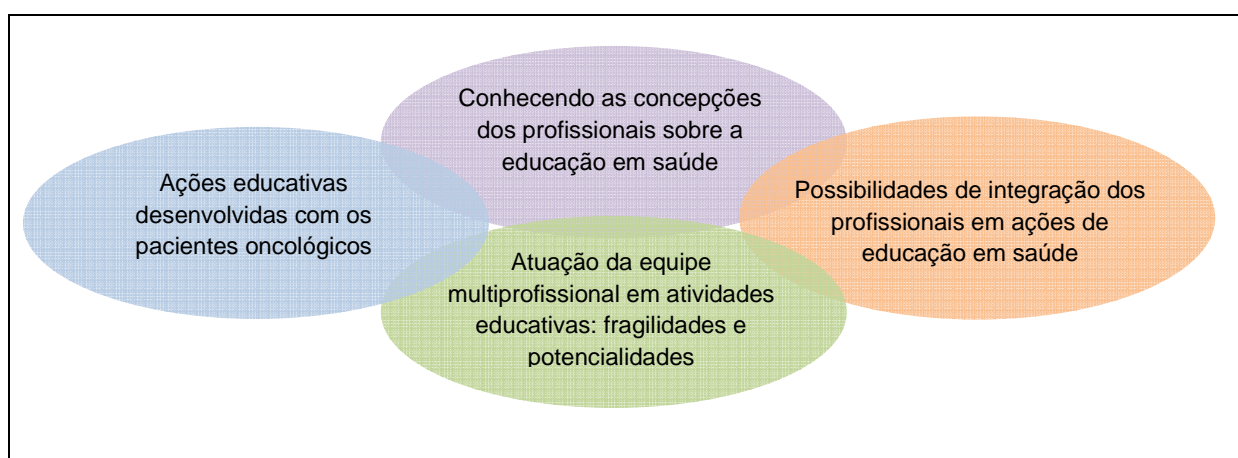 Conhecendo as concepções
dos profissionais sobre a
educação em saúde
Ações educativas
desenvolvidas com os
pacientes oncológicos
Possibilidades de integração dos
profissionais em ações de
educação em saúde
Atuação da equipe
multiprofissional em atividades
educativas: fragilidades e
potencialidades